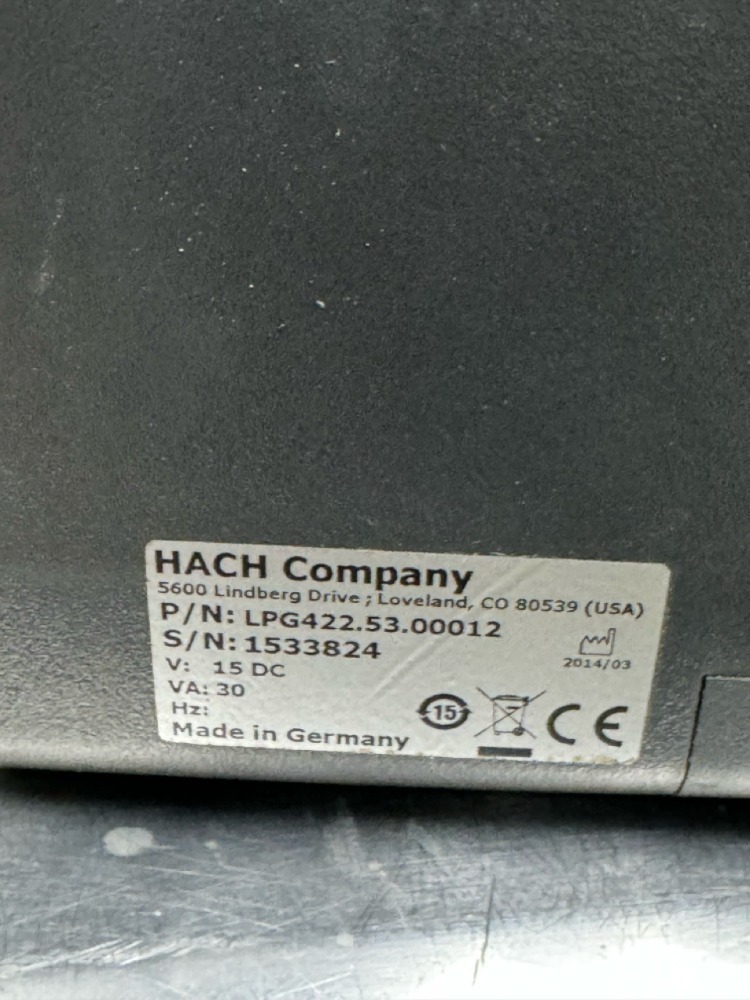 HACH Company
5600 Lindberg Drive ; Loveland, CO 80539 (USA)
P/N: LPG422.53.00012
S/N: 1533824
2014/03
V: 15 DC
VA: 30
Hz:
15
CE
Made in Germany